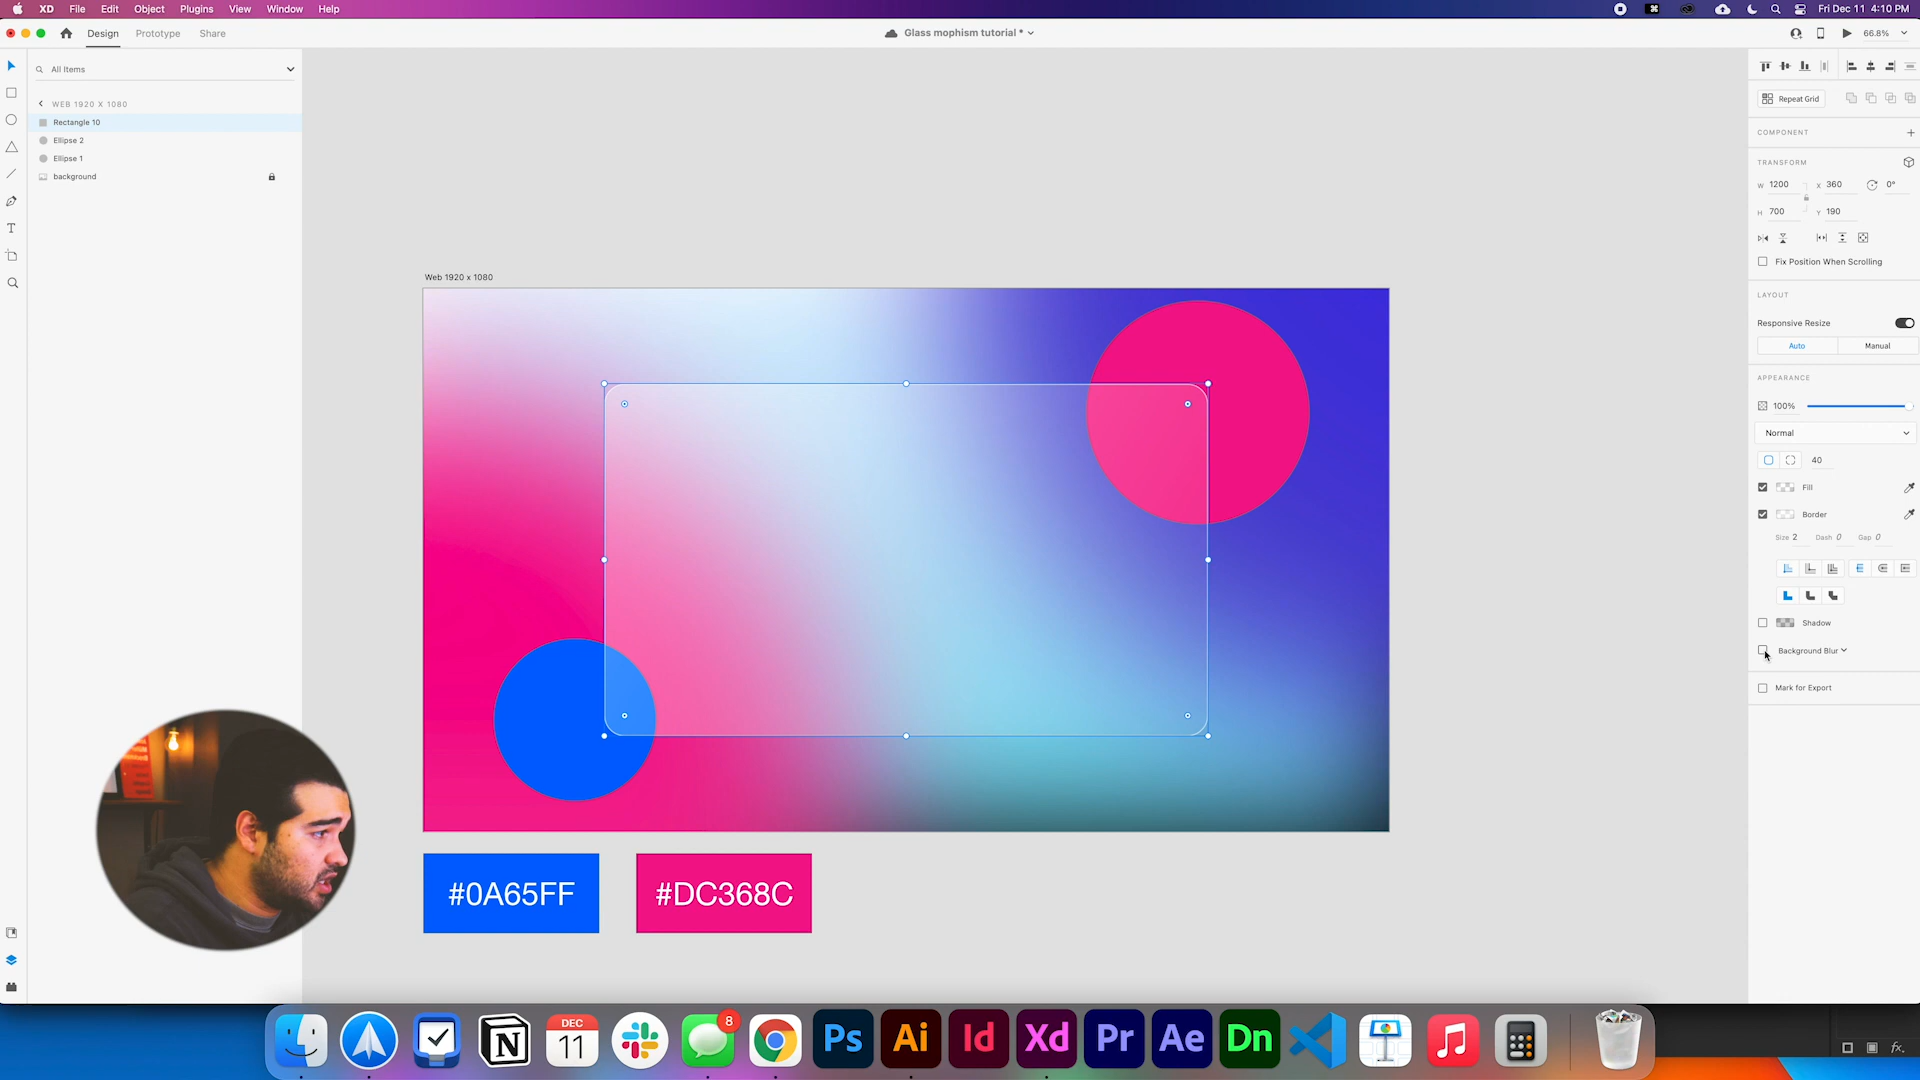 XD File Edit Object Plugins View Window Help
Fri Dec 11 4:10 PM
Design Prototype Share
Glass mophism tutorial *
66.8%
All Items
WEB 1920 X 1080
Rectangle 10
Ellipse 2
Ellipse 1
background
Web 1920 x 1080
#0A65FF
#DC368C
Repeat Grid
COMPONENT
TRANSFORM
W 1200 X 360 0°
H 700 Y 190
Fix Position When Scrolling
LAYOUT
Responsive Resize
Auto Manual
APPEARANCE
100%
Normal
40
Fill
Border
Size 2 Dash 0 Gap 0
Shadow
Background Blur
Mark for Export
8
DEC
11
Ps Ai Id Xd Pr Ae Dn
fx